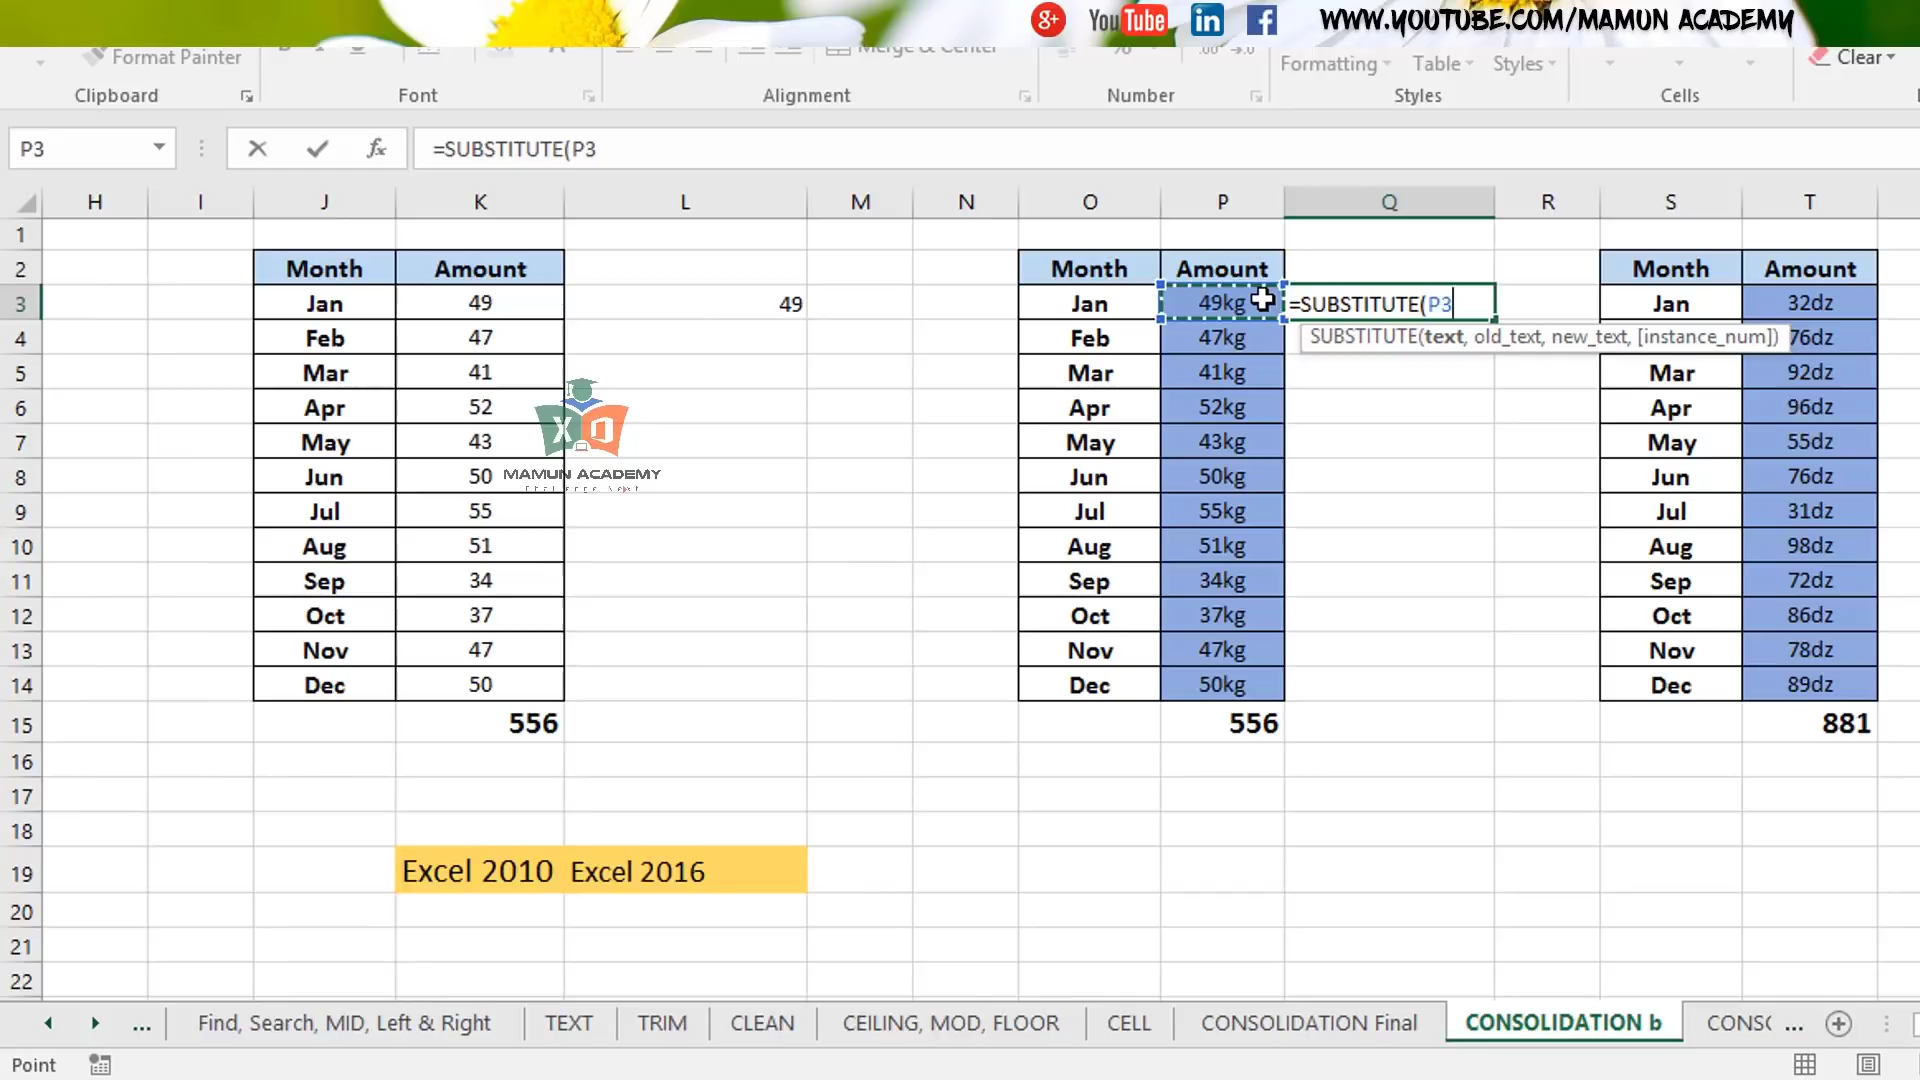 WWW.YOUTUBE.COM/MAMUN ACADEMY
g+ You Tube in f
Format Painter Merge & Center % Formatting Table Styles Clear
Clipboard Font Alignment Number Styles Cells
P3 fx =SUBSTITUTE(P3
H I J K L M N O P Q R S T
1
2 Month Amount Month Amount Month Amount
3 Jan 49 49 Jan 49kg =SUBSTITUTE(P3 Jan 32dz
SUBSTITUTE(text, old_text, new_text, [instance_num])
4 Feb 47 Feb 47kg 76dz
5 Mar 41 Mar 41kg Mar 92dz
6 Apr 52 Apr 52kg Apr 96dz
7 May 43 May 43kg May 55dz
8 Jun 50 Jun 50kg Jun 76dz
MAMUN ACADEMY
9 Jul 55 Jul 55kg Jul 31dz
10 Aug 51 Aug 51kg Aug 98dz
11 Sep 34 Sep 34kg Sep 72dz
12 Oct 37 Oct 37kg Oct 86dz
13 Nov 47 Nov 47kg Nov 78dz
14 Dec 50 Dec 50kg Dec 89dz
15 556 556 881
16
17
18
19 Excel 2010 Excel 2016
20
21
22
... Find, Search, MID, Left & Right TEXT TRIM CLEAN CEILING, MOD, FLOOR CELL CONSOLIDATION Final CONSOLIDATION b CONSC ...
Point